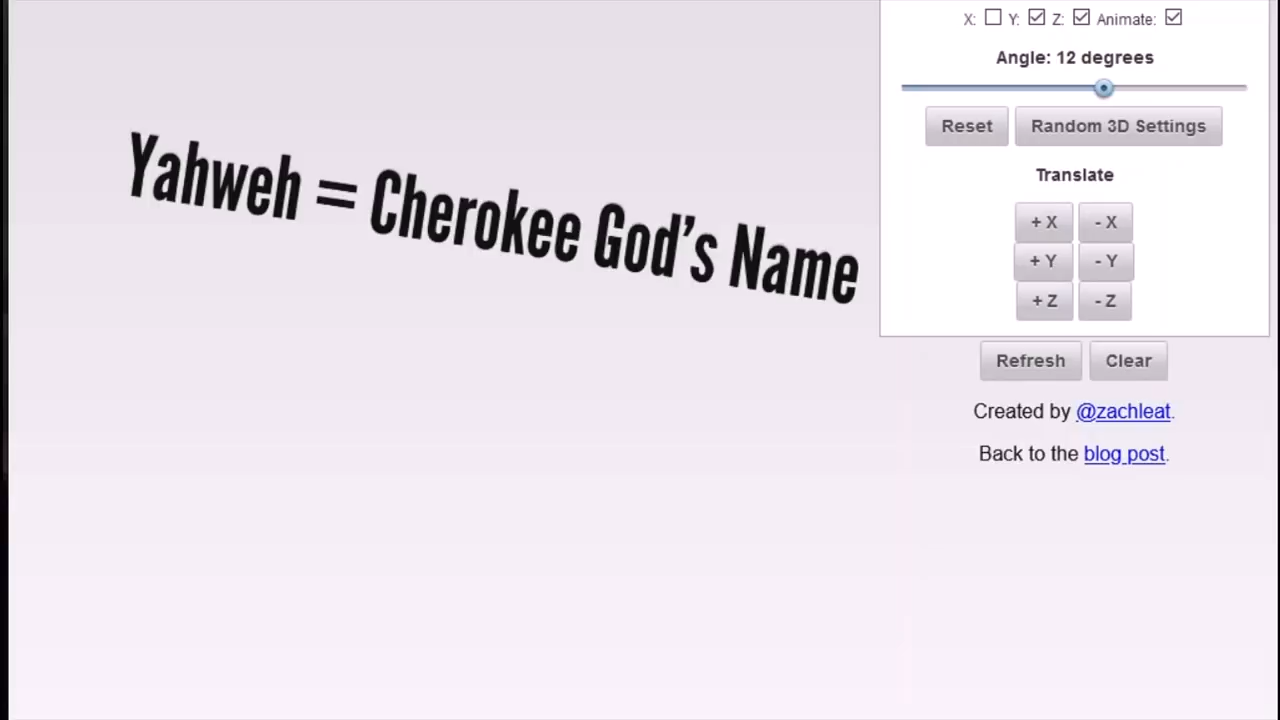 X: Y: Z: Animate:
Angle: 12 degrees
Reset Random 3D Settings
Yahweh = Cherokee God’s Name
Translate
+ X - X
+ Y - Y
+ Z - Z
Refresh Clear
Created by @zachleat.
Back to the blog post.